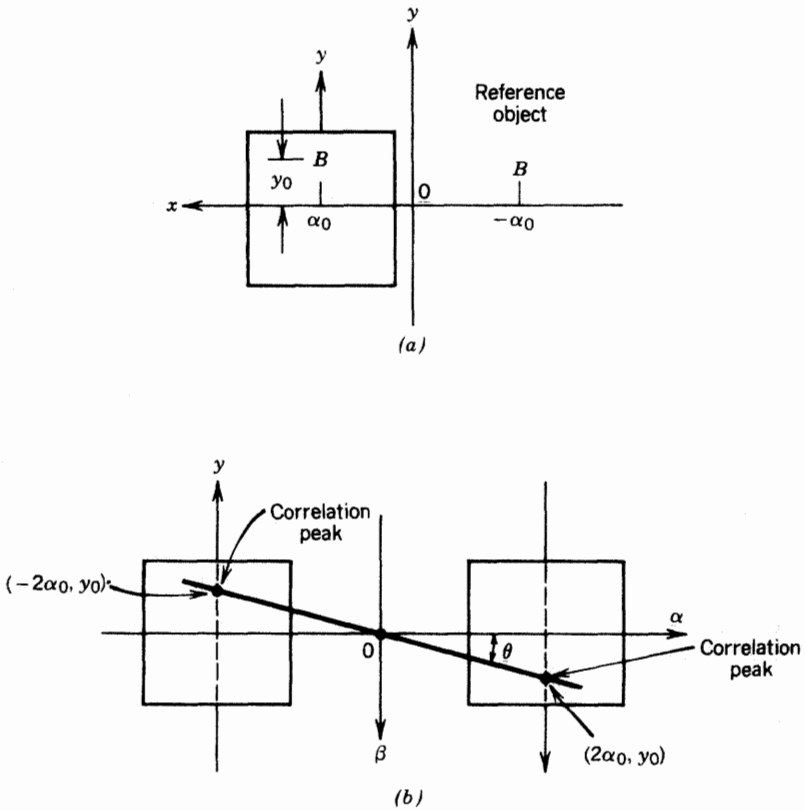 y
y
Reference
object
B
B
y₀
x
0
α₀
−α₀
(a)
y
Correlation
peak
(−2α₀, y₀)
α
0
θ
Correlation
peak
β
(2α₀, y₀)
(b)